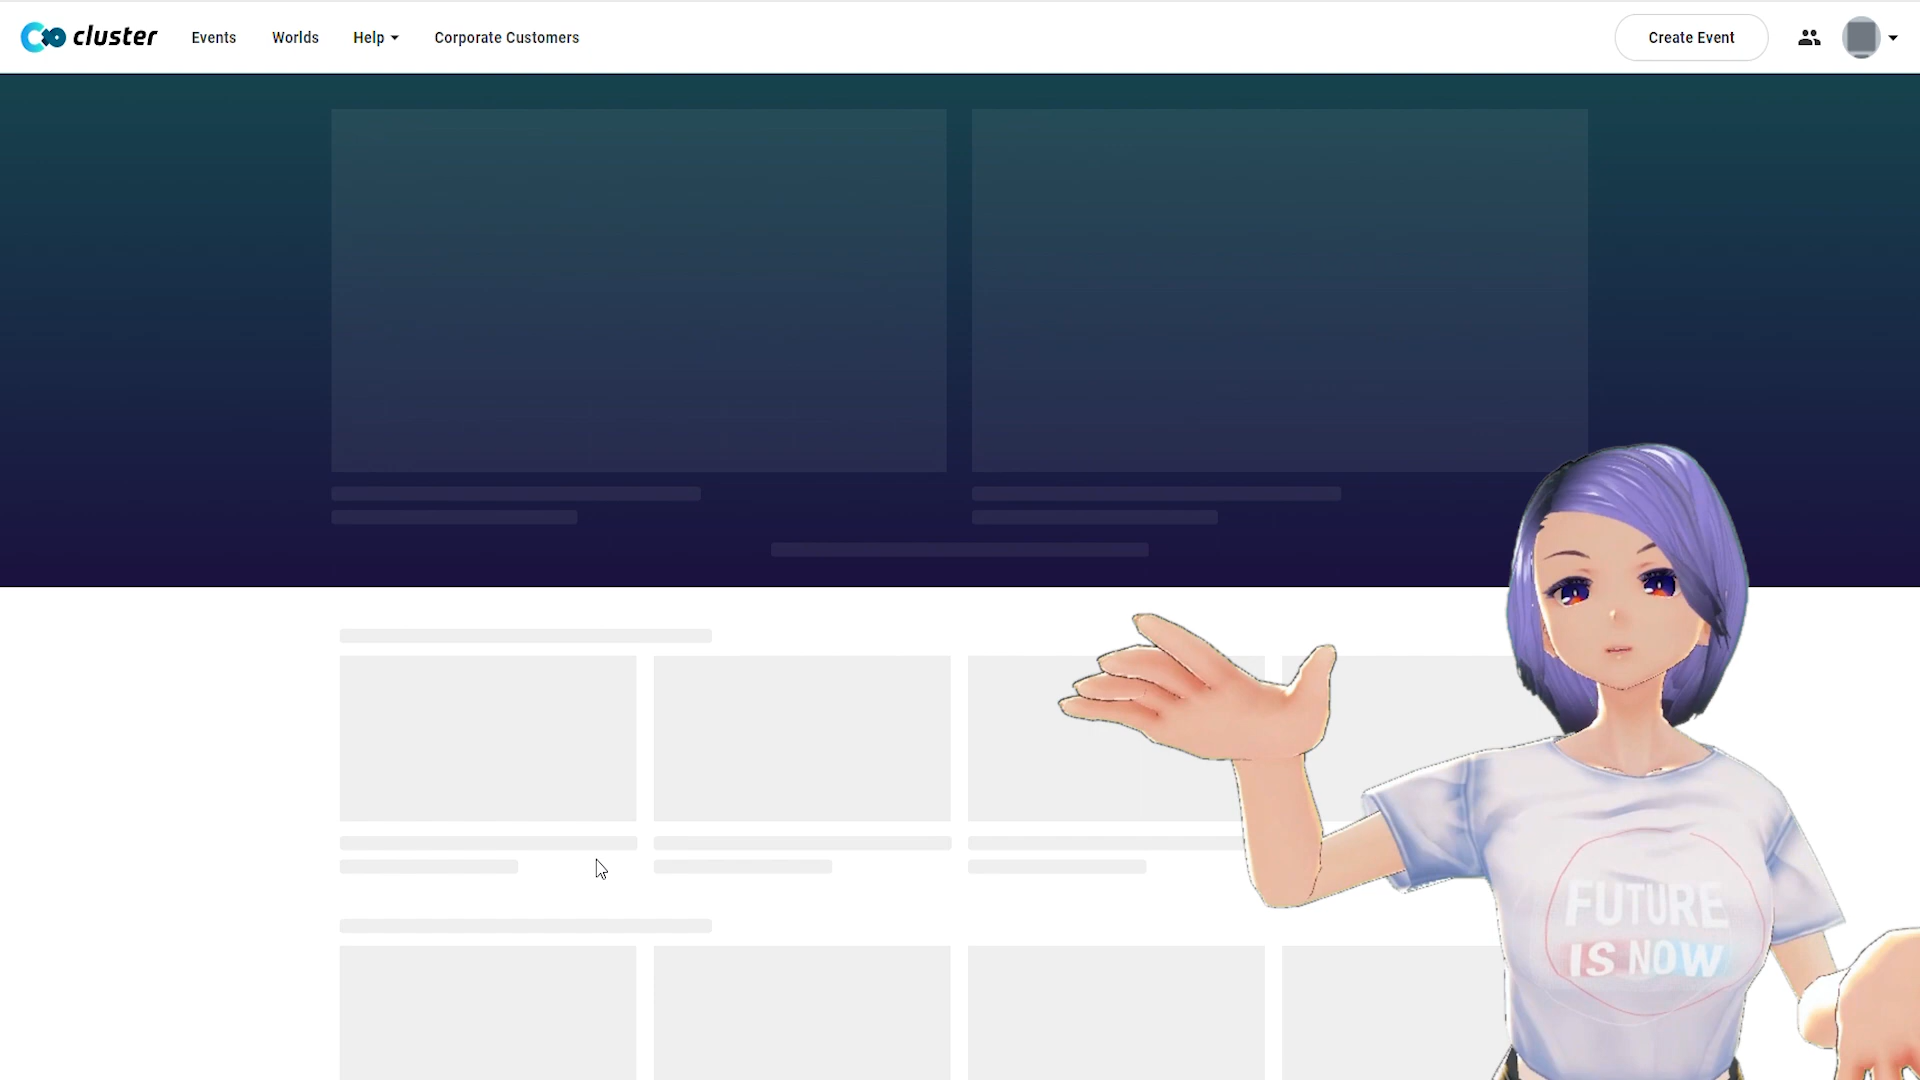 cluster
Events
Worlds
Help
Corporate Customers
Create Event
FUTURE
IS NOW